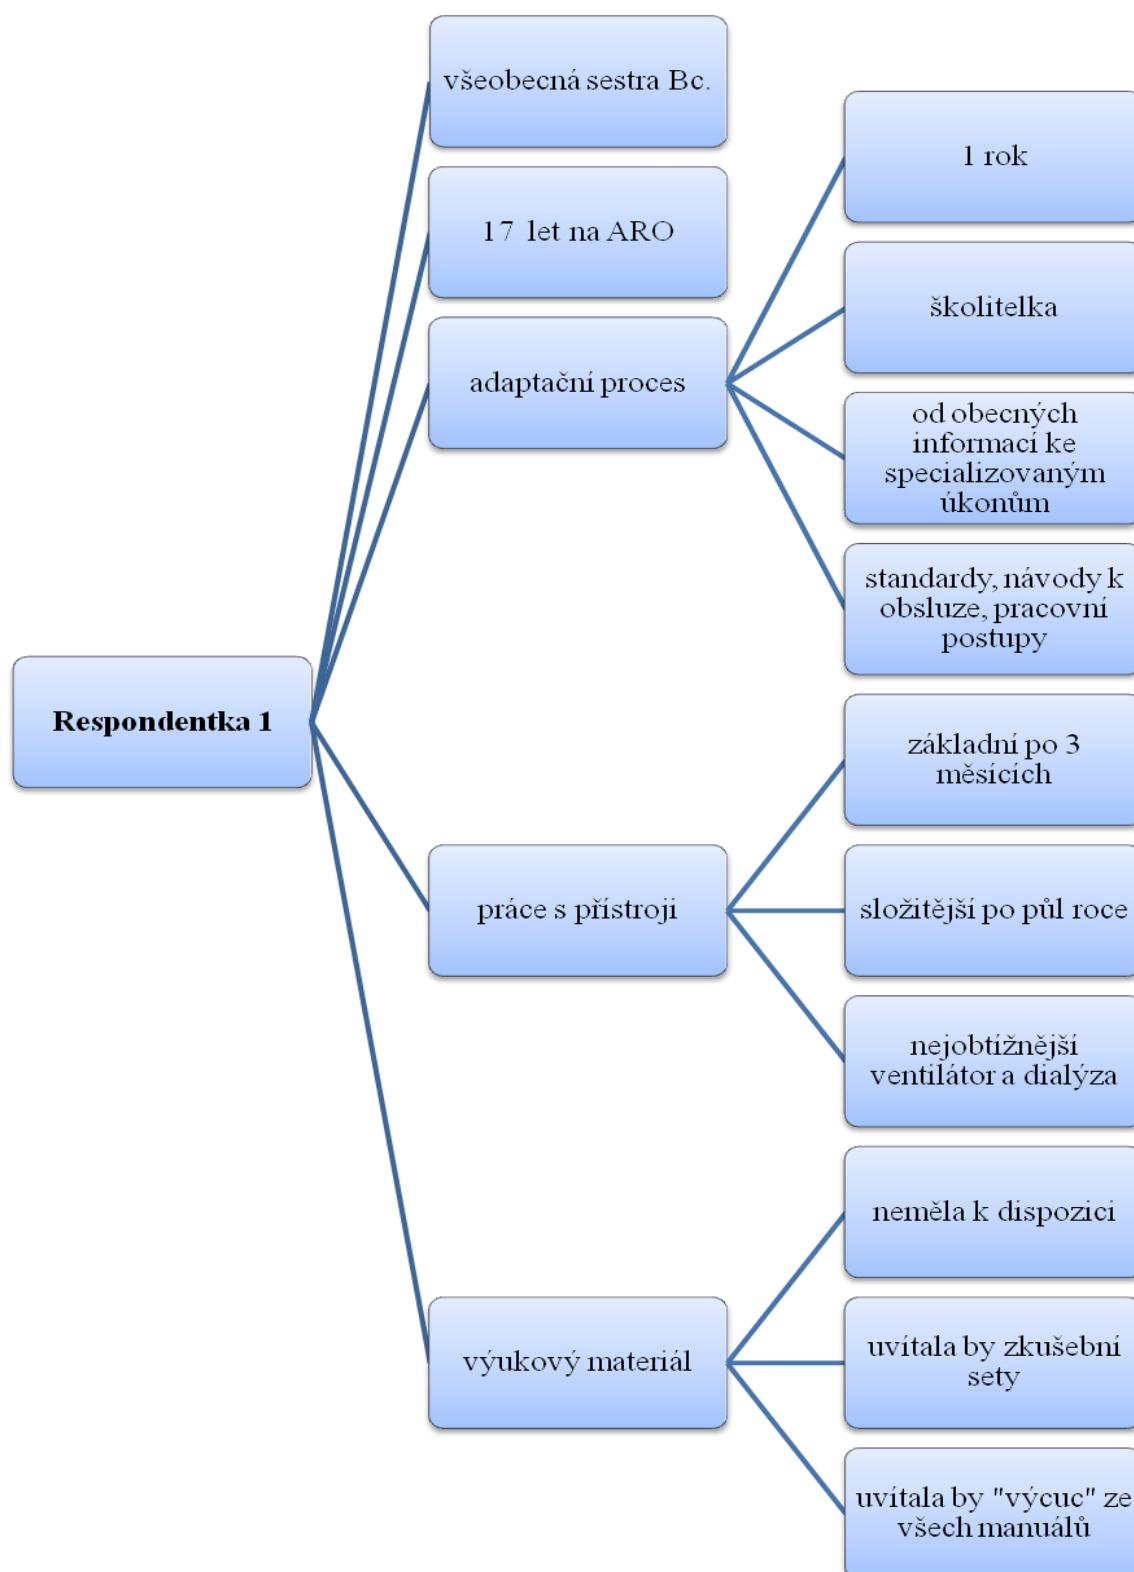 Respondentka 1
všeobecná sestra Bc.
17 let na ARO
adaptační proces
1 rok
školitelka
od obecných
informací ke
specializovaným
úkonům
standardy, návody k
obsluze, pracovní
postupy
práce s přístroji
základní po 3
měsících
složitější po půl roce
nejobtížnější
ventilátor a dialýza
výukový materiál
neměla k dispozici
uvítala by zkušební
sety
uvítala by "výcuc" ze
všech manuálů